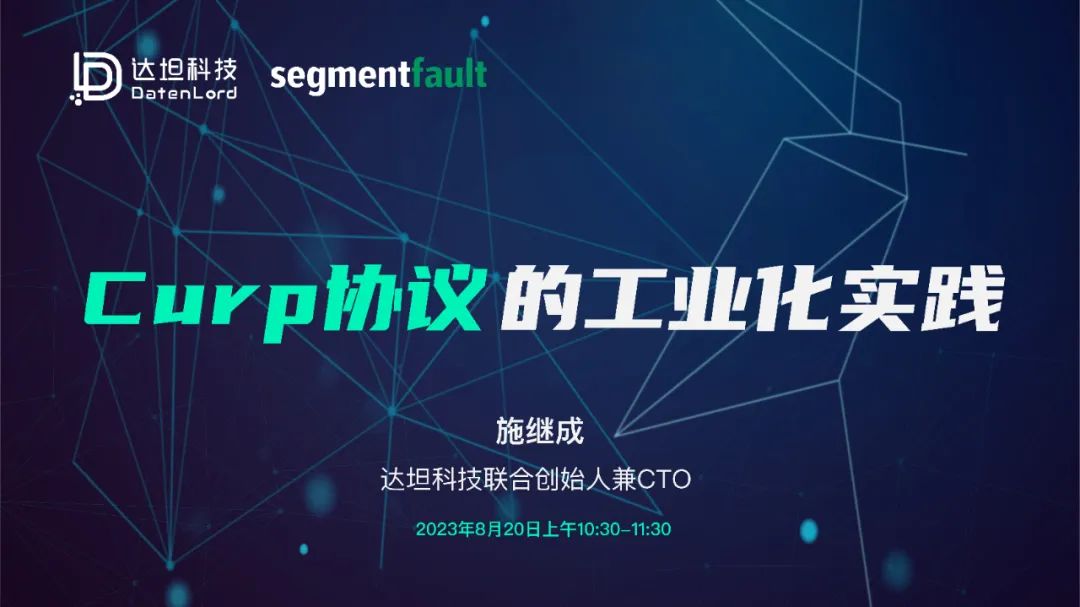 达坦科技
DatenLord
segmentfault
Curp协议的工业化实践
施继成
达坦科技联合创始人兼CTO
2023年8月20日上午10:30-11:30